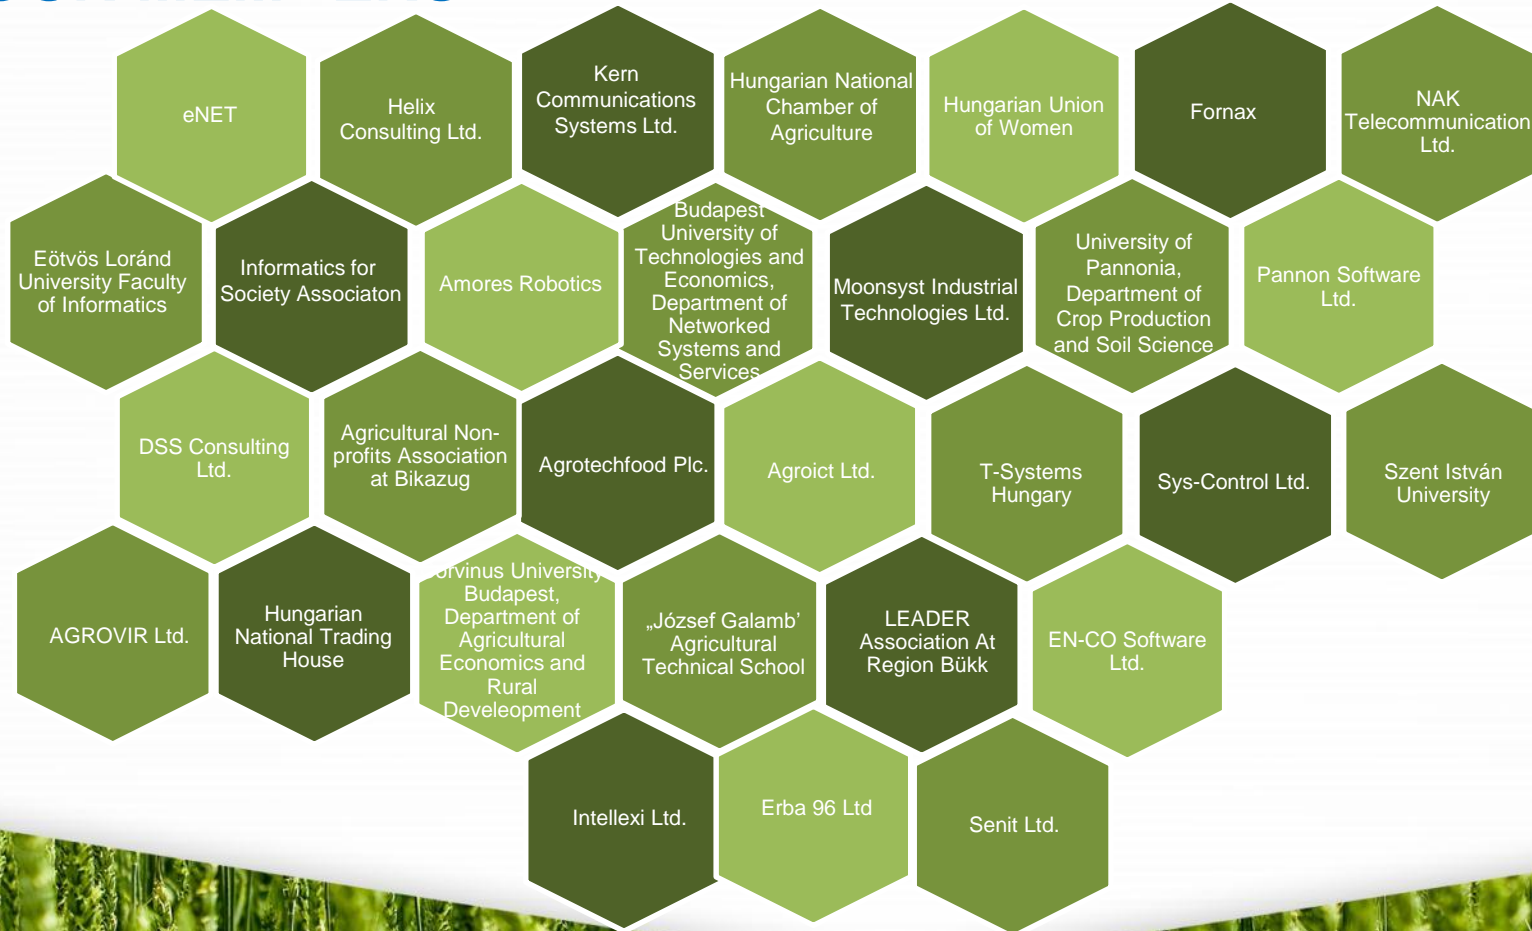 eNET
Helix
Consulting Ltd.
Kern
Communications
Systems Ltd.
Hungarian National
Chamber of
Agriculture
Hungarian Union
of Women
Fornax
NAK
Telecommunication
Ltd.
Eötvös Loránd
University Faculty
of Informatics
Informatics for
Society Associaton
Amores Robotics
Budapest
University of
Technologies and
Economics,
Department of
Networked
Systems and
Services
Moonsyst Industrial
Technologies Ltd.
University of
Pannonia,
Department of
Crop Production
and Soil Science
Pannon Software
Ltd.
DSS Consulting
Ltd.
Agricultural Non-
profits Association
at Bikazug
Agrotechfood Plc.
Agroict Ltd.
T-Systems
Hungary
Sys-Control Ltd.
Szent István
University
AGROVIR Ltd.
Hungarian
National Trading
House
University
Budapest,
Department of
Agricultural
Economics and
Rural
Develeopment
„József Galamb’
Agricultural
Technical School
LEADER
Association At
Region Bükk
EN-CO Software
Ltd.
Intellexi Ltd.
Erba 96 Ltd
Senit Ltd.